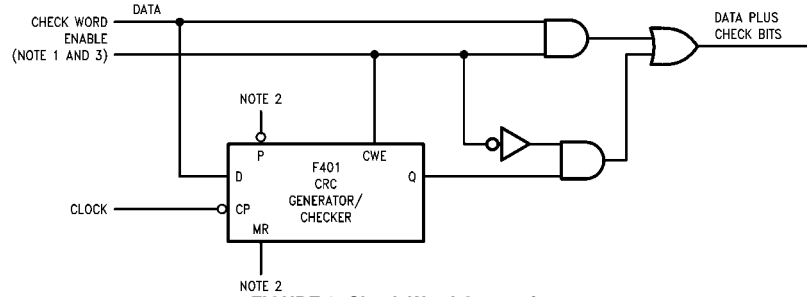 DATA
CHECK WORD
ENABLE
(NOTE 1 AND 3)
DATA PLUS
CHECK BITS
NOTE 2
P
CWE
F401
CRC
GENERATOR/
CHECKER
D
Q
CLOCK
CP
MR
NOTE 2